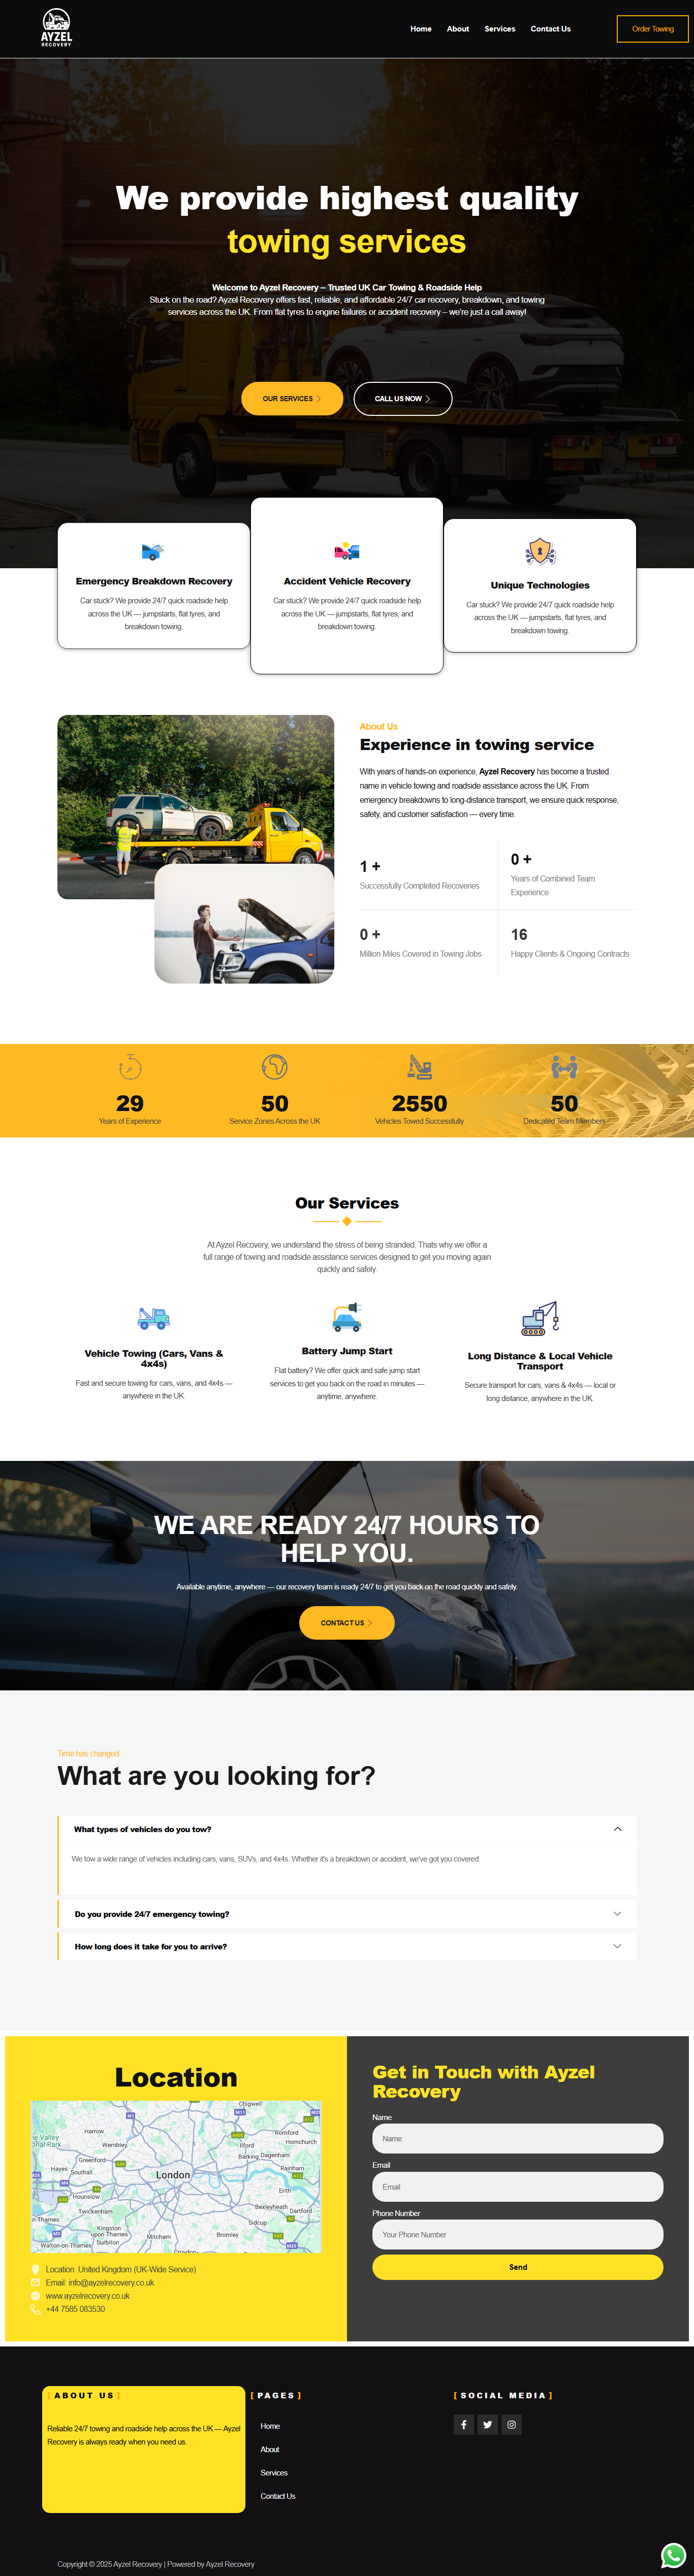 AYZEL
RECOVERY
Home
About
Services
Contact Us
Order Towing
We provide highest quality
towing services
Welcome to Ayzel Recovery – Trusted UK Car Towing & Roadside Help
Stuck on the road? Ayzel Recovery offers fast, reliable, and affordable 24/7 car recovery, breakdown, and towing
services across the UK. From flat tyres to engine failures or accident recovery – we're just a call away!
OUR SERVICES
CALL US NOW
Emergency Breakdown Recovery
Car stuck? We provide 24/7 quick roadside help
across the UK — jumpstarts, flat tyres, and
breakdown towing.
Accident Vehicle Recovery
Car stuck? We provide 24/7 quick roadside help
across the UK — jumpstarts, flat tyres, and
breakdown towing.
Unique Technologies
Car stuck? We provide 24/7 quick roadside help
across the UK — jumpstarts, flat tyres, and
breakdown towing.
About Us
Experience in towing service
With years of hands-on experience, Ayzel Recovery has become a trusted
name in vehicle towing and roadside assistance across the UK. From
emergency breakdowns to long-distance transport, we ensure quick response,
safety, and customer satisfaction — every time.
1 +
Successfully Completed Recoveries
0 +
Years of Combined Team
Experience
0 +
Million Miles Covered in Towing Jobs
16
Happy Clients & Ongoing Contracts
29
Years of Experience
50
Service Zones Across the UK
2550
Vehicles Towed Successfully
50
Dedicated Team Members
Our Services
At Ayzel Recovery, we understand the stress of being stranded. Thats why we offer a
full range of towing and roadside assistance services designed to get you moving again
quickly and safely.
Vehicle Towing (Cars, Vans &
4x4s)
Fast and secure towing for cars, vans, and 4x4s —
anywhere in the UK.
Battery Jump Start
Flat battery? We offer quick and safe jump start
services to get you back on the road in minutes —
anytime, anywhere.
Long Distance & Local Vehicle
Transport
Secure transport for cars, vans & 4x4s — local or
long distance, anywhere in the UK.
WE ARE READY 24/7 HOURS TO
HELP YOU.
Available anytime, anywhere — our recovery team is ready 24/7 to get you back on the road quickly and safely.
CONTACT US
Time has changed
What are you looking for?
What types of vehicles do you tow?
We tow a wide range of vehicles including cars, vans, SUVs, and 4x4s. Whether it's a breakdown or accident, we've got you covered.
Do you provide 24/7 emergency towing?
How long does it take for you to arrive?
Location
Chigwell
Harrow
Romford
Hornchurch
Wembley
Ilford
Hayes
Greenford
Barking
Dagenham
Southall
London
Rainham
Hounslow
Erith
Twickenham
Bexleyheath
Dartford
Kingston
upon Thames
Sidcup
Surbiton
Mitcham
Bromley
Walton-on-Thames
Croydon
Location: United Kingdom (UK-Wide Service)
Email: info@ayzelrecovery.co.uk
www.ayzelrecovery.co.uk
+44 7585 083530
Get in Touch with Ayzel
Recovery
Name
Name
Email
Email
Phone Number
Your Phone Number
Send
[ ABOUT US ]
Reliable 24/7 towing and roadside help across the UK — Ayzel
Recovery is always ready when you need us.
[ PAGES ]
Home
About
Services
Contact Us
[ SOCIAL MEDIA ]
Copyright © 2025 Ayzel Recovery | Powered by Ayzel Recovery